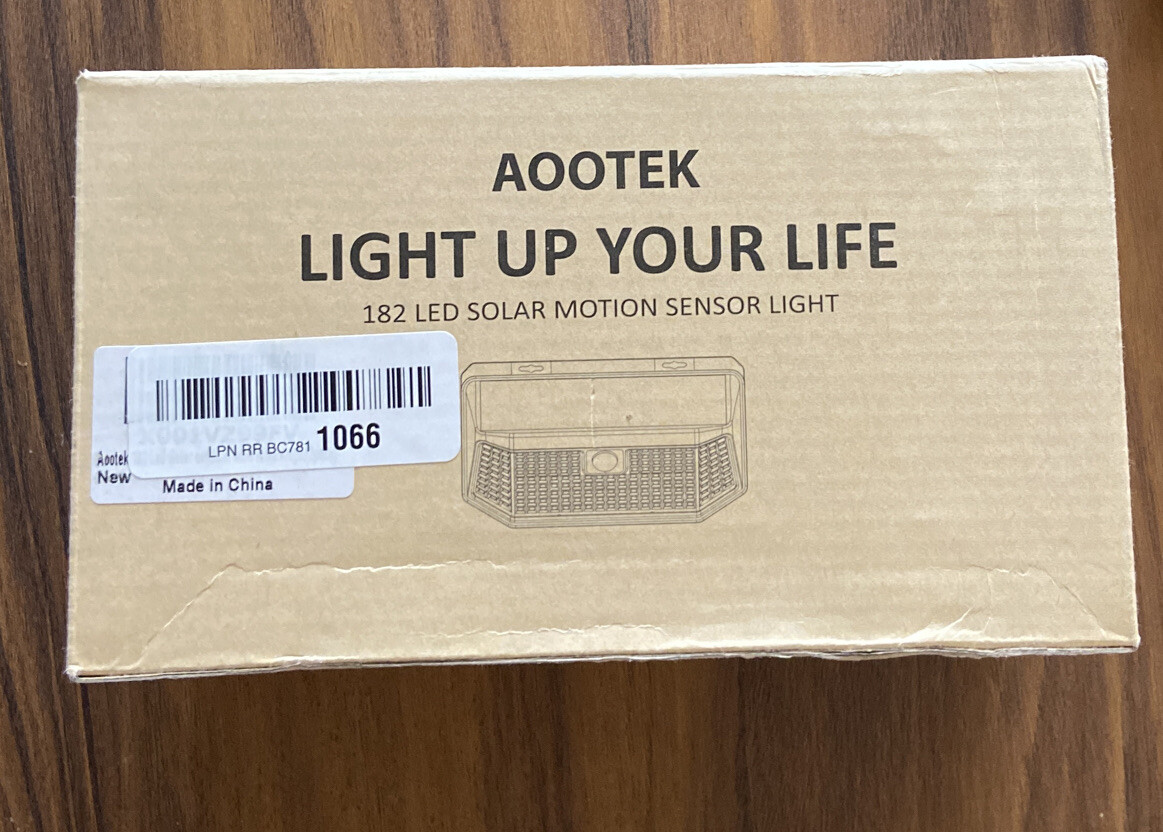 AOOTEK
LIGHT UP YOUR LIFE
182 LED SOLAR MOTION SENSOR LIGHT
LPN RR BC781 1066
Aootek
New
Made in China